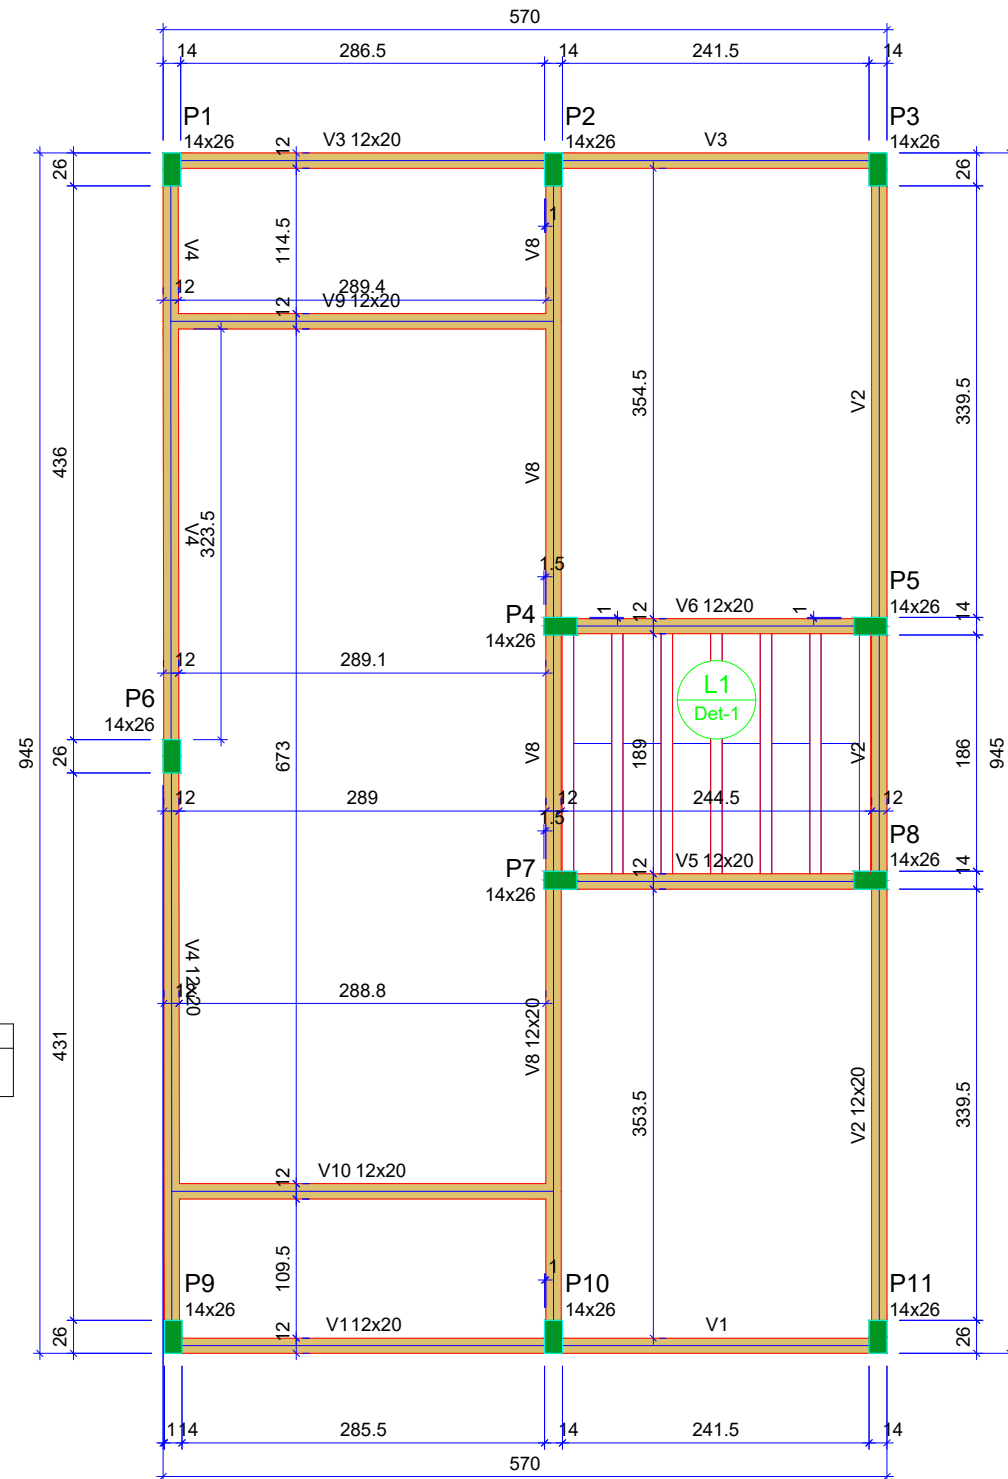 570
14
286.5
14
241.5
14
P1
14x26
V3 12x20
12
P2
14x26
V3
P3
14x26
26
26
V4
114.5
V8
1
12
289.4
12
V9 12x20
436
V4
323.5
V8
354.5
V2
339.5
1.5
P4
14x26
1
12
V6 12x20
1
P5
14x26
14
12
289.1
L1
Det-1
P6
14x26
945
26
673
V8
189
V2
186
945
12
289
12
244.5
12
1.5
P7
14x26
12
V5 12x20
P8
14x26
14
V4 12x20
12
288.8
V8 12x20
431
353.5
V2 12x20
339.5
12
V10 12x20
109.5
1
P9
14x26
P10
14x26
P11
14x26
26
12
V1 12x20
V1
26
1
14
285.5
14
241.5
14
570